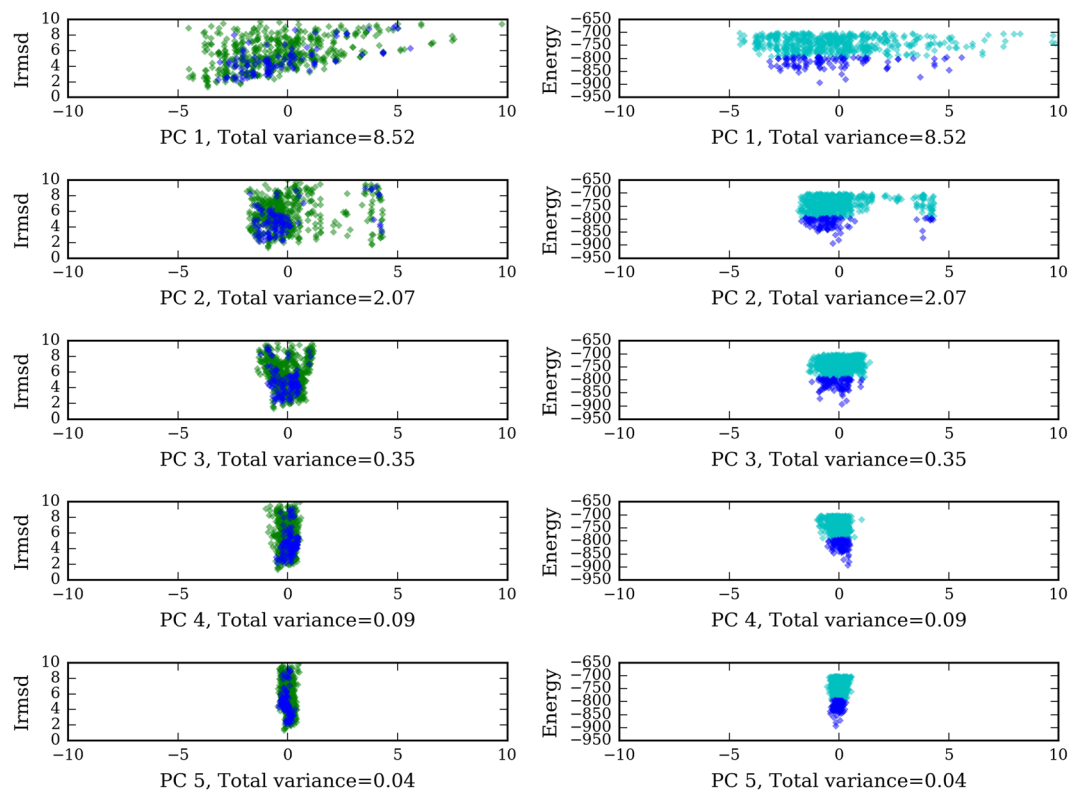 10
8
6
4
2
0
Irmsd
−10 −5 0 5 10
PC 1, Total variance=8.52
−650
−700
−750
−800
−850
−900
−950
Energy
−10 −5 0 5 10
PC 1, Total variance=8.52
10
8
6
4
2
0
Irmsd
−10 −5 0 5 10
PC 2, Total variance=2.07
−650
−700
−750
−800
−850
−900
−950
Energy
−10 −5 0 5 10
PC 2, Total variance=2.07
10
8
6
4
2
0
Irmsd
−10 −5 0 5 10
PC 3, Total variance=0.35
−650
−700
−750
−800
−850
−900
−950
Energy
−10 −5 0 5 10
PC 3, Total variance=0.35
10
8
6
4
2
0
Irmsd
−10 −5 0 5 10
PC 4, Total variance=0.09
−650
−700
−750
−800
−850
−900
−950
Energy
−10 −5 0 5 10
PC 4, Total variance=0.09
10
8
6
4
2
0
Irmsd
−10 −5 0 5 10
PC 5, Total variance=0.04
−650
−700
−750
−800
−850
−900
−950
Energy
−10 −5 0 5 10
PC 5, Total variance=0.04